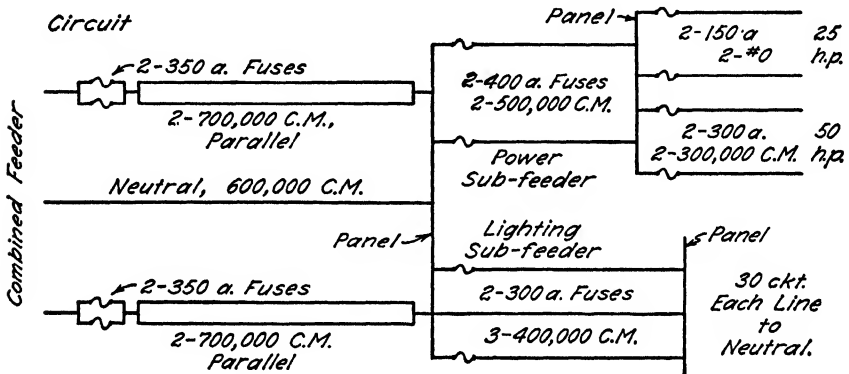 Circuit
Panel
2-350 a. Fuses
2-700,000 C.M.,
Parallel
2-400 a. Fuses
2-500,000 C.M.
2-150 a
2-#0
25
h.p.
2-300 a.
2-300,000 C.M.
50
h.p.
Power
Sub-feeder
Combined Feeder
Neutral, 600,000 C.M.
Panel
Lighting
Sub-feeder
Panel
2-350 a. Fuses
2-700,000 C.M.
Parallel
2-300 a. Fuses
3-400,000 C.M.
30 ckt.
Each Line
to
Neutral.